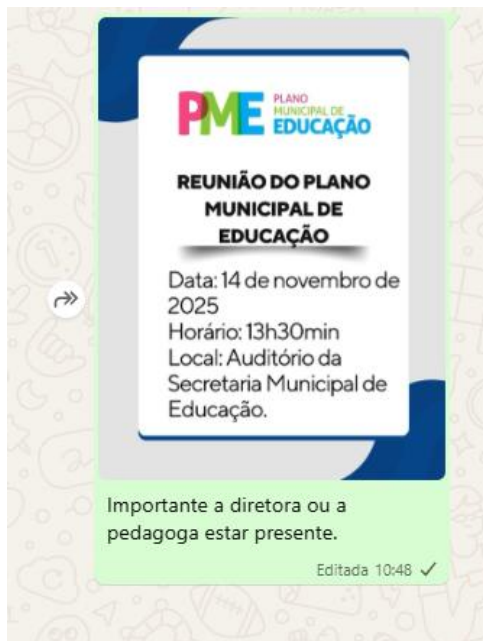 PME PLANO
MUNICIPAL DE
EDUCAÇÃO
REUNIÃO DO PLANO
MUNICIPAL DE
EDUCAÇÃO
Data: 14 de novembro de
2025
Horário: 13h30min
Local: Auditório da
Secretaria Municipal de
Educação.
Importante a diretora ou a
pedagoga estar presente.
Editada 10:48